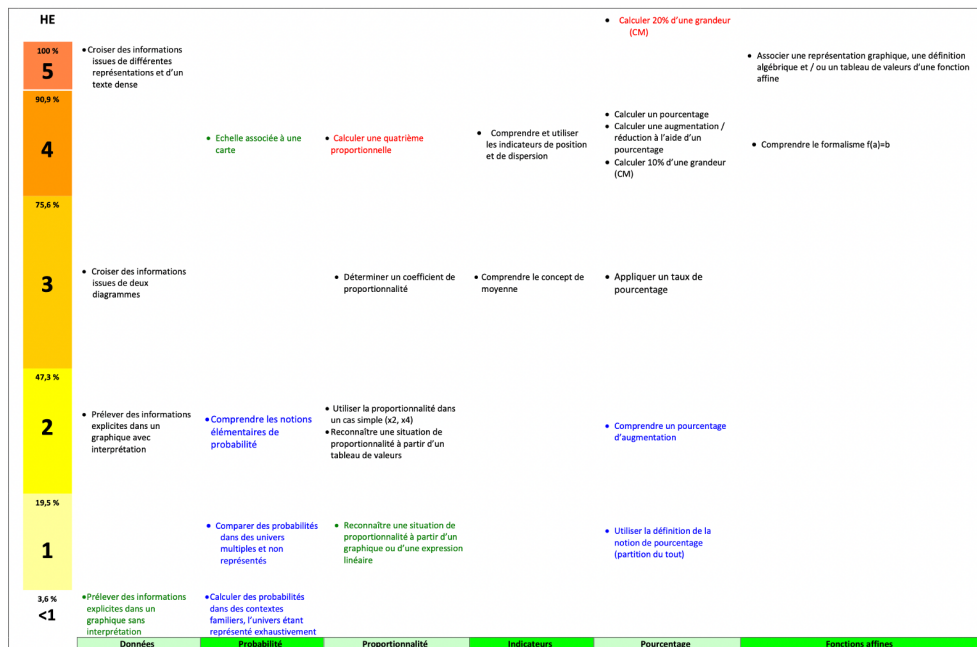 HE
• Calculer 20% d'une grandeur
(CM)
100 %
5
• Croiser des informations
issues de différentes
représentations et d'un
texte dense
• Associer une représentation graphique, une définition
algébrique et / ou un tableau de valeurs d'une fonction
affine
90,9 %
4
• Echelle associée à une
carte
• Calculer une quatrième
proportionnelle
• Comprendre et utiliser
les indicateurs de position
et de dispersion
• Calculer un pourcentage
• Calculer une augmentation /
réduction à l'aide d'un
pourcentage
• Calculer 10% d'une grandeur
(CM)
• Comprendre le formalisme f(a)=b
75,6 %
3
• Croiser des informations
issues de deux
diagrammes
• Déterminer un coefficient de
proportionnalité
• Comprendre le concept de
moyenne
• Appliquer un taux de
pourcentage
47,3 %
2
• Prélever des informations
explicites dans un
graphique avec
interprétation
• Comprendre les notions
élémentaires de
probabilité
• Utiliser la proportionnalité dans
un cas simple (x2, x4)
• Reconnaître une situation de
proportionnalité à partir d'un
tableau de valeurs
• Comprendre un pourcentage
d'augmentation
19,5 %
1
• Comparer des probabilités
dans des univers
multiples et non
représentés
• Reconnaître une situation de
proportionnalité à partir d'un
graphique ou d'une expression
linéaire
• Utiliser la définition de la
notion de pourcentage
(partition du tout)
3,6 %
<1
• Prélever des informations
explicites dans un
graphique sans
interprétation
• Calculer des probabilités
dans des contextes
familiers, l'univers étant
représenté exhaustivement
Données Probabilité Proportionnalité Indicateurs Pourcentage Fonctions affines